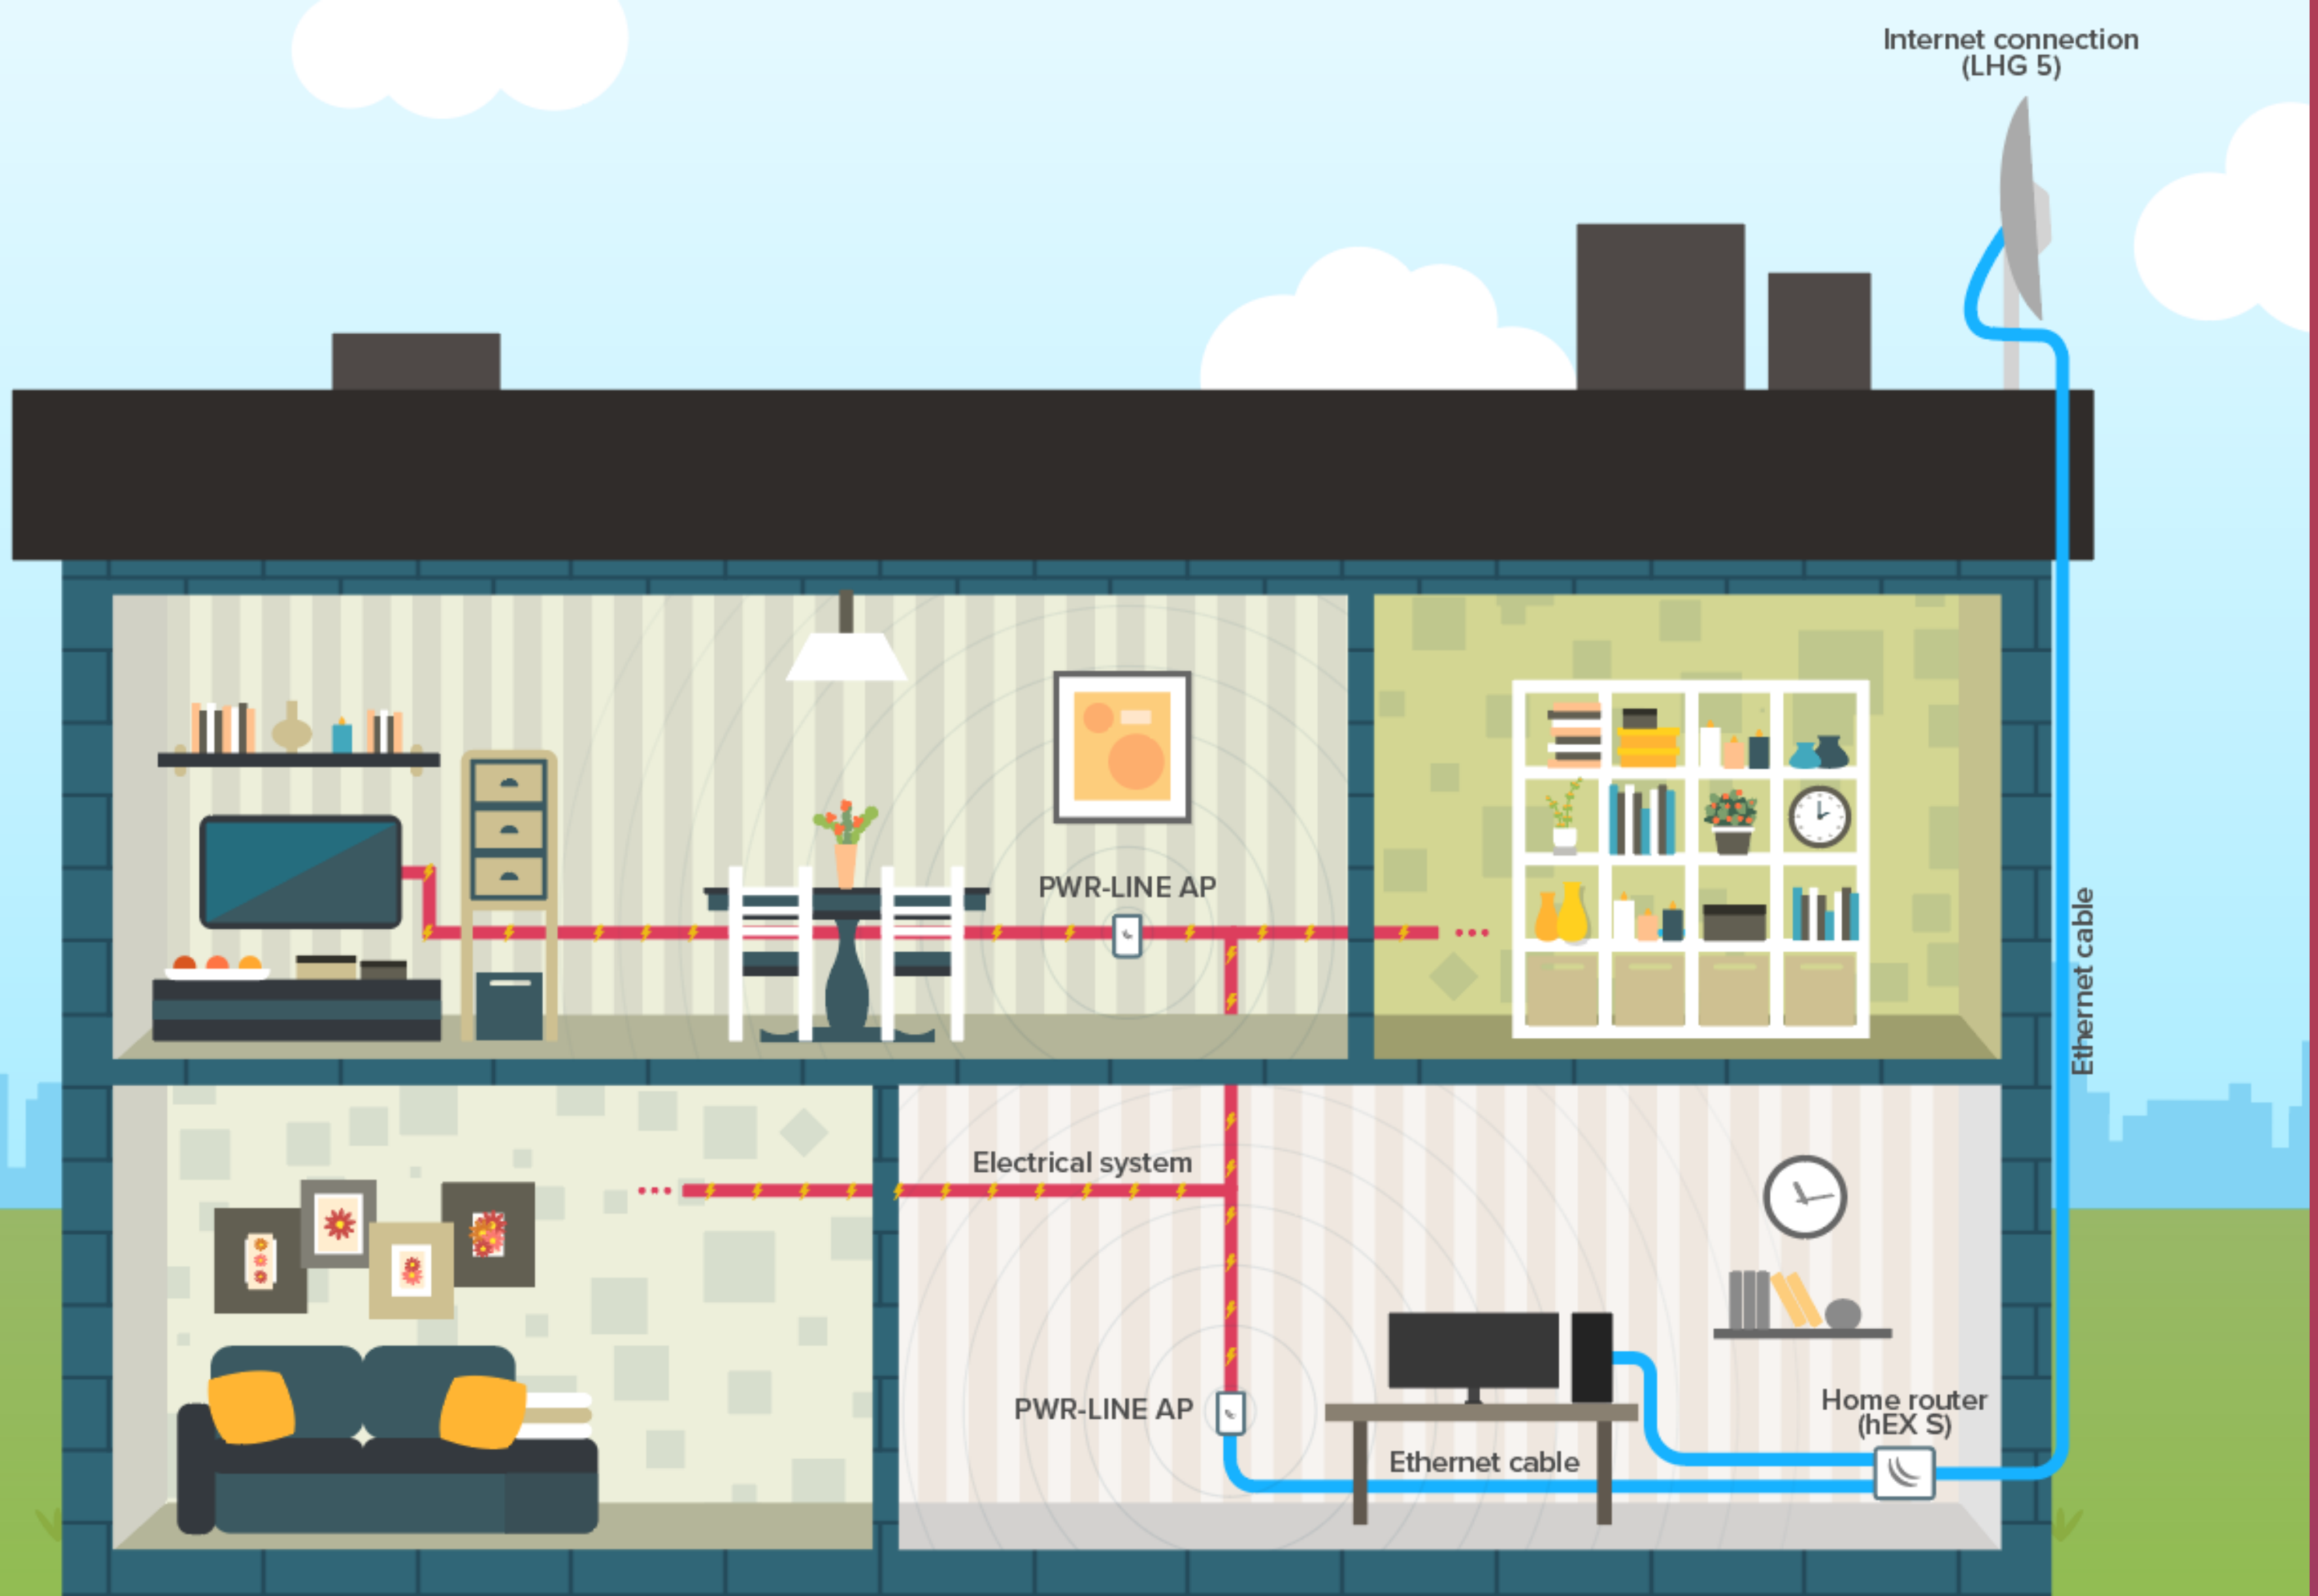 Internet connection
(LHG 5)
PWR-LINE AP
Ethernet cable
Electrical system
PWR-LINE AP
Home router
(hEX S)
Ethernet cable